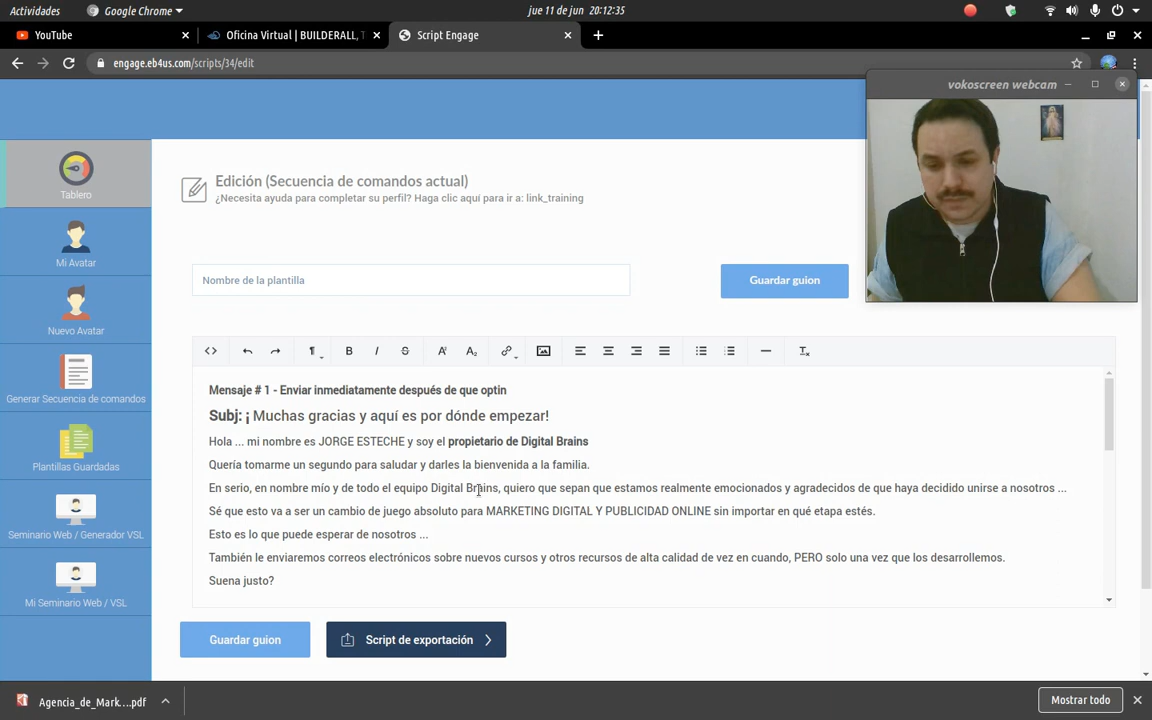 Actividades
Google Chrome
jue 11 de jun 20:12:35
YouTube
Oficina Virtual | BUILDERALL, T
Script Engage
engage.eb4us.com/scripts/34/edit
vokoscreen webcam
Tablero
Mi Avatar
Nuevo Avatar
Generar Secuencia de comandos
Plantillas Guardadas
Seminario Web / Generador VSL
Mi Seminario Web / VSL
Edición (Secuencia de comandos actual)
¿Necesita ayuda para completar su perfil? Haga clic aquí para ir a: link_training
Nombre de la plantilla
Guardar guion
Mensaje # 1 - Enviar inmediatamente después de que optin
Subj: ¡ Muchas gracias y aquí es por dónde empezar!
Hola ... mi nombre es JORGE ESTECHE y soy el propietario de Digital Brains
Quería tomarme un segundo para saludar y darles la bienvenida a la familia.
En serio, en nombre mío y de todo el equipo Digital Brains, quiero que sepan que estamos realmente emocionados y agradecidos de que haya decidido unirse a nosotros ...
Sé que esto va a ser un cambio de juego absoluto para MARKETING DIGITAL Y PUBLICIDAD ONLINE sin importar en qué etapa estés.
Esto es lo que puede esperar de nosotros ...
También le enviaremos correos electrónicos sobre nuevos cursos y otros recursos de alta calidad de vez en cuando, PERO solo una vez que los desarrollemos.
Suena justo?
Guardar guion
Script de exportación
Agencia_de_Mark....pdf
Mostrar todo